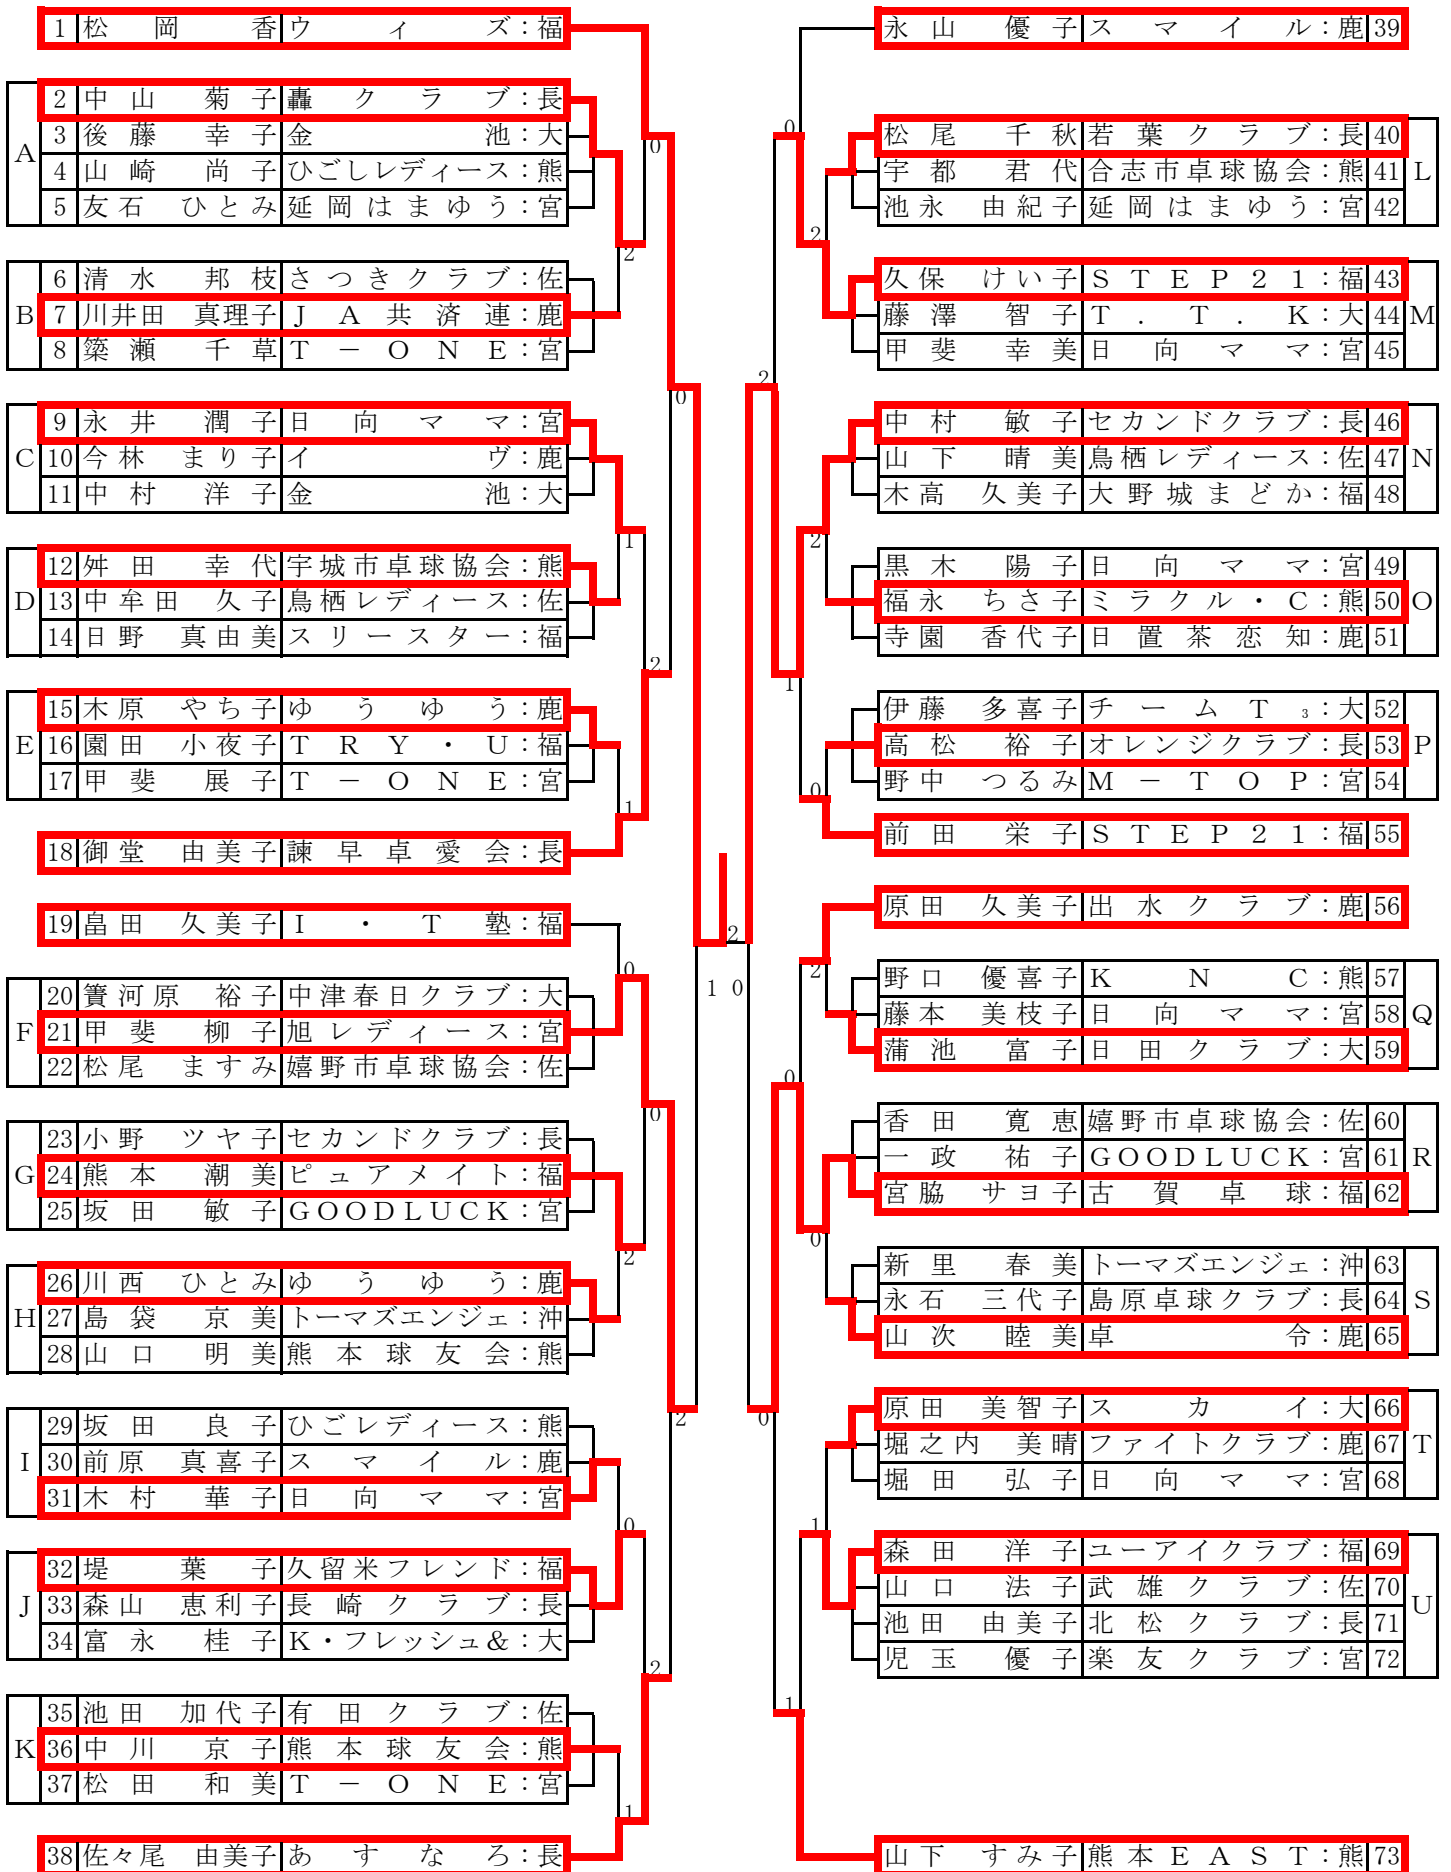 1 松岡 香 ウィズ：福
A
2 中山 菊子 轟クラブ：長
3 後藤 幸子 金池：大
4 山崎 尚子 ひごしレディース：熊
5 友石 ひとみ 延岡はまゆう：宮
B
6 清水 邦枝 さつきクラブ：佐
7 川井田 真理子 JA共済連：鹿
8 簗瀬 千草 T－ONE：宮
C
9 永井 潤子 日向ママ：宮
10 今林 まり子 イヴ：鹿
11 中村 洋子 金池：大
D
12 舛田 幸代 宇城市卓球協会：熊
13 中牟田 久子 鳥栖レディース：佐
14 日野 真由美 スリースター：福
E
15 木原 やち子 ゆうゆう：鹿
16 園田 小夜子 TRY・U：福
17 甲斐 展子 T－ONE：宮
18 御堂 由美子 諫早卓愛会：長
19 畠田 久美子 I・T塾：福
F
20 簀河原 裕子 中津春日クラブ：大
21 甲斐 柳子 旭レディース：宮
22 松尾 ますみ 嬉野市卓球協会：佐
G
23 小野 ツヤ子 セカンドクラブ：長
24 熊本 潮美 ピュアメイト：福
25 坂田 敏子 GOODLUCK：宮
H
26 川西 ひとみ ゆうゆう：鹿
27 島袋 京美 トーマズエンジェ：沖
28 山口 明美 熊本球友会：熊
I
29 坂田 良子 ひごレディース：熊
30 前原 真喜子 スマイル：鹿
31 木村 華子 日向ママ：宮
J
32 堤 葉子 久留米フレンド：福
33 森山 恵利子 長崎クラブ：長
34 富永 桂子 K・フレッシュ＆：大
K
35 池田 加代子 有田クラブ：佐
36 中川 京子 熊本球友会：熊
37 松田 和美 T－ONE：宮
38 佐々尾 由美子 あすなろ：長
0
2
0
1
2
1
0
0
2
2
0
2
1
2
1 0
0
2
2
2
1
0
2
0
0
0
1
1
永山 優子 スマイル：鹿 39
松尾 千秋 若葉クラブ：長 40
宇都 君代 合志市卓球協会：熊 41
池永 由紀子 延岡はまゆう：宮 42
L
久保 けい子 STEP21：福 43
藤澤 智子 T．T．K：大 44
甲斐 幸美 日向ママ：宮 45
M
中村 敏子 セカンドクラブ：長 46
山下 晴美 鳥栖レディース：佐 47
木高 久美子 大野城まどか：福 48
N
黒木 陽子 日向ママ：宮 49
福永 ちさ子 ミラクル・C：熊 50
寺園 香代子 日置茶恋知：鹿 51
O
伊藤 多喜子 チームT₃：大 52
高松 裕子 オレンジクラブ：長 53
野中 つるみ M－TOP：宮 54
P
前田 栄子 STEP21：福 55
原田 久美子 出水クラブ：鹿 56
野口 優喜子 KNC：熊 57
藤本 美枝子 日向ママ：宮 58
蒲池 富子 日田クラブ：大 59
Q
香田 寛恵 嬉野市卓球協会：佐 60
一政 祐子 GOODLUCK：宮 61
宮脇 サヨ子 古賀卓球：福 62
R
新里 春美 トーマズエンジェ：沖 63
永石 三代子 島原卓球クラブ：長 64
山次 睦美 卓令：鹿 65
S
原田 美智子 スカイ：大 66
堀之内 美晴 ファイトクラブ：鹿 67
堀田 弘子 日向ママ：宮 68
T
森田 洋子 ユーアイクラブ：福 69
山口 法子 武雄クラブ：佐 70
池田 由美子 北松クラブ：長 71
児玉 優子 楽友クラブ：宮 72
U
山下 すみ子 熊本EAST：熊 73